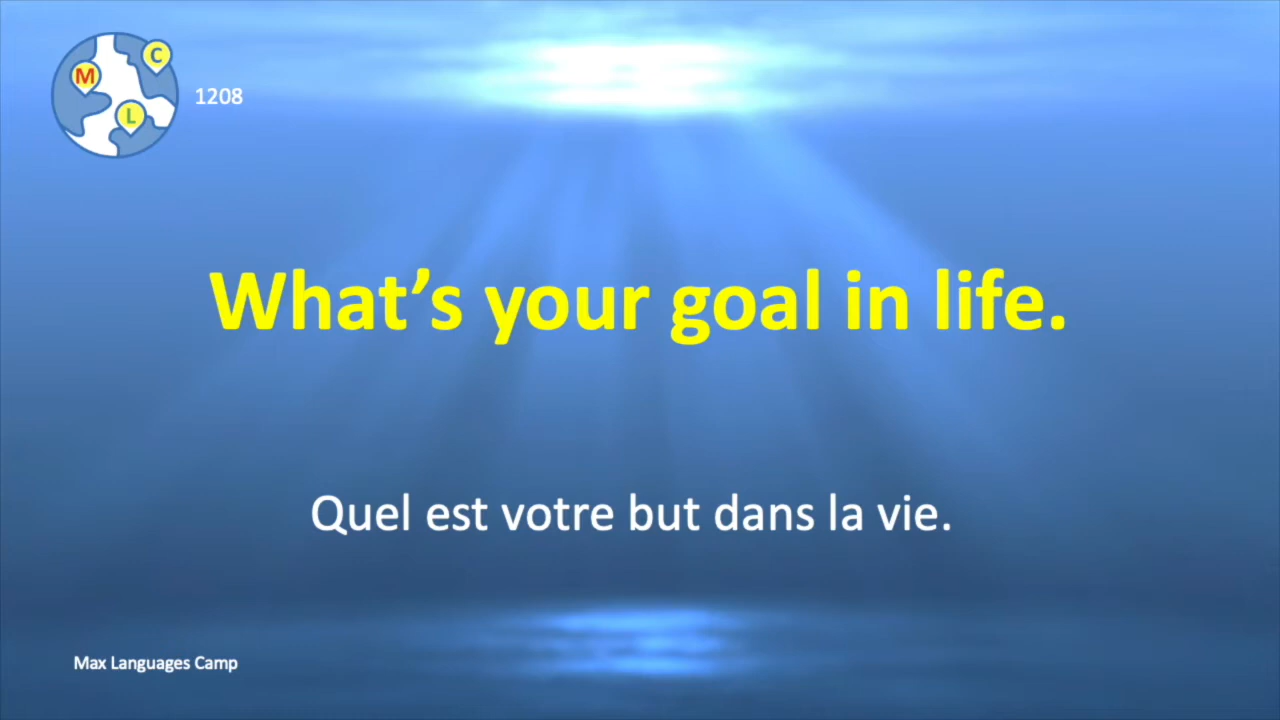 C
M
L
1208
What’s your goal in life.
Quel est votre but dans la vie.
Max Languages Camp